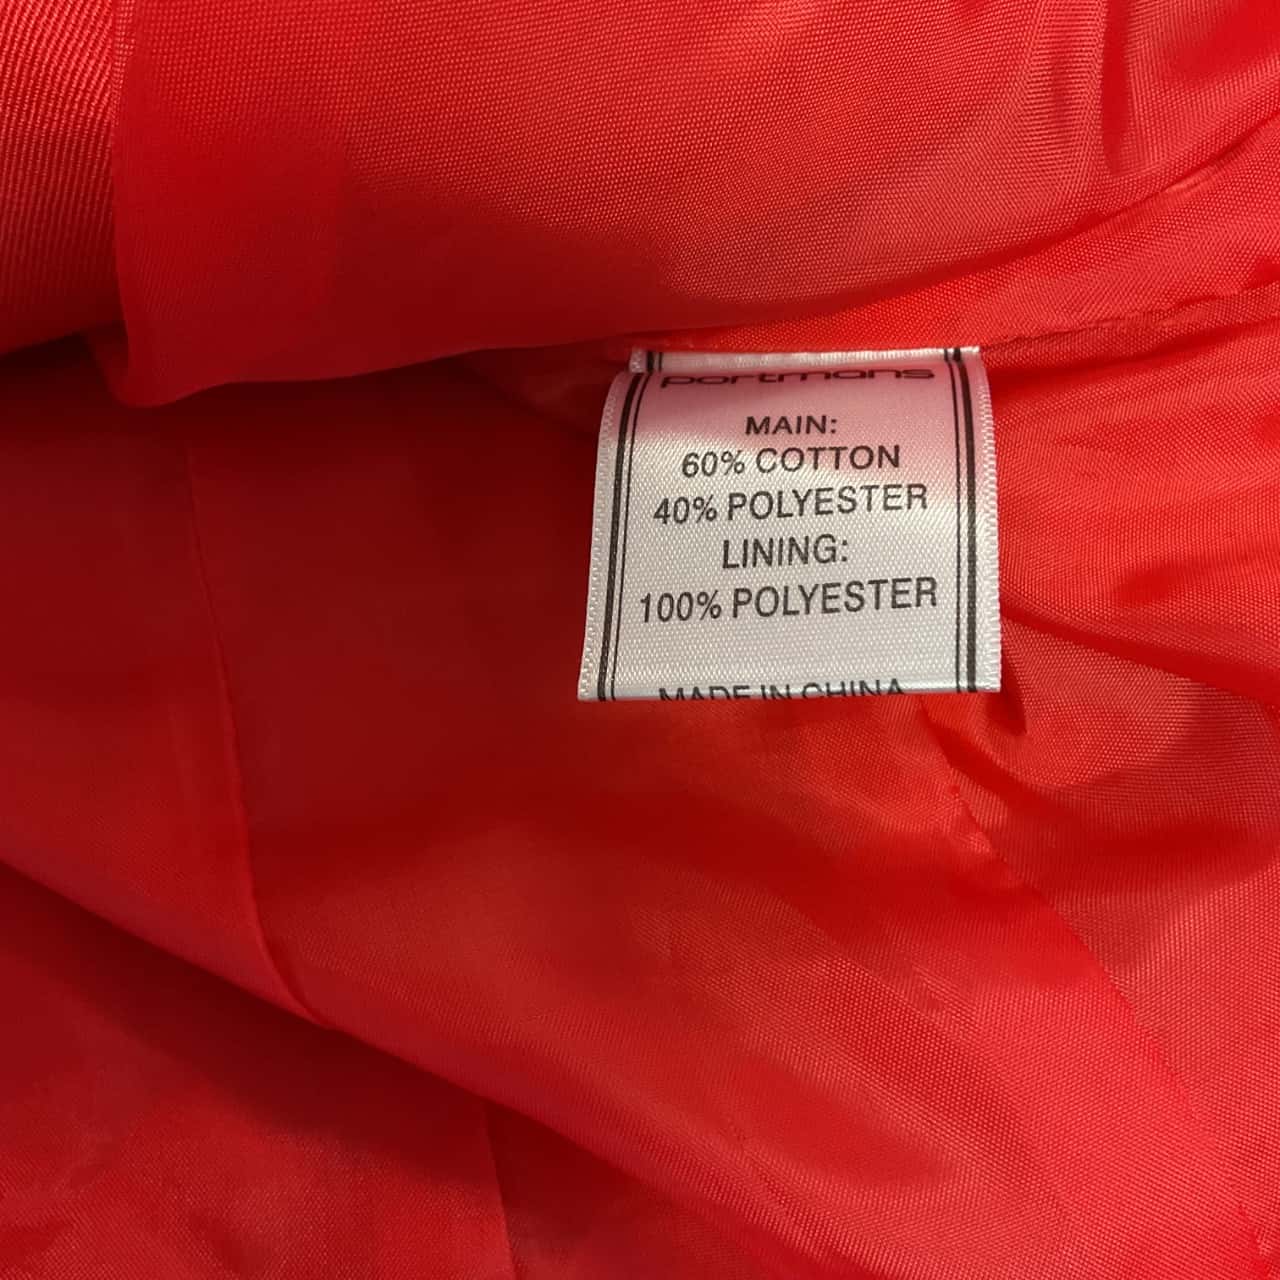 portmans
MAIN:
60% COTTON
40% POLYESTER
LINING:
100% POLYESTER
MADE IN CHINA